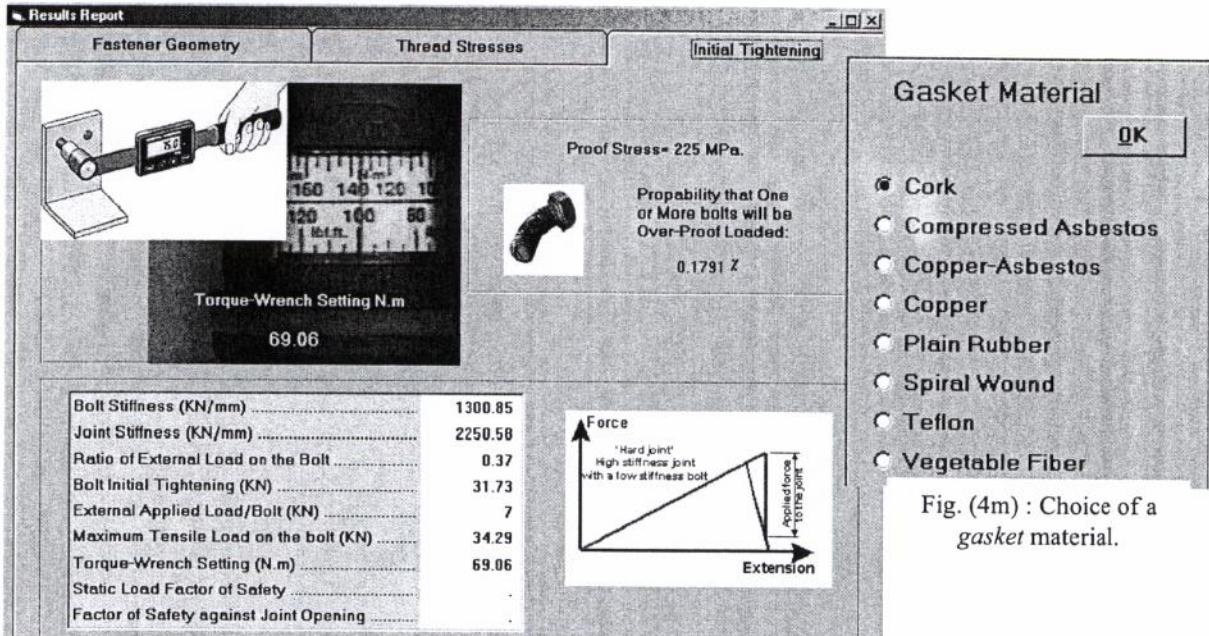 Results Report
Fastener Geometry
Thread Stresses
Initial Tightening
75.0
N·m
160 140 120 10
120 100 80
lbf.ft.
Torque-Wrench Setting N.m
69.06
Proof Stress= 225 MPa.
Propability that One
or More bolts will be
Over-Proof Loaded:
0.1791 %
Bolt Stiffness (KN/mm) ........ 1300.85
Joint Stiffness (KN/mm) ........ 2250.58
Ratio of External Load on the Bolt ........ 0.37
Bolt Initial Tightening (KN) ........ 31.73
External Applied Load/Bolt (KN) ........ 7
Maximum Tensile Load on the bolt (KN) ........ 34.29
Torque-Wrench Setting (N.m) ........ 69.06
Static Load Factor of Safety ........ .
Factor of Safety against Joint Opening ........ .
Force
'Hard joint'
High stiffness joint
with a low stiffness bolt
Applied force
to the joint
Extension
Gasket Material
OK
Cork
Compressed Asbestos
Copper-Asbestos
Copper
Plain Rubber
Spiral Wound
Teflon
Vegetable Fiber
Fig. (4m) : Choice of a
gasket material.